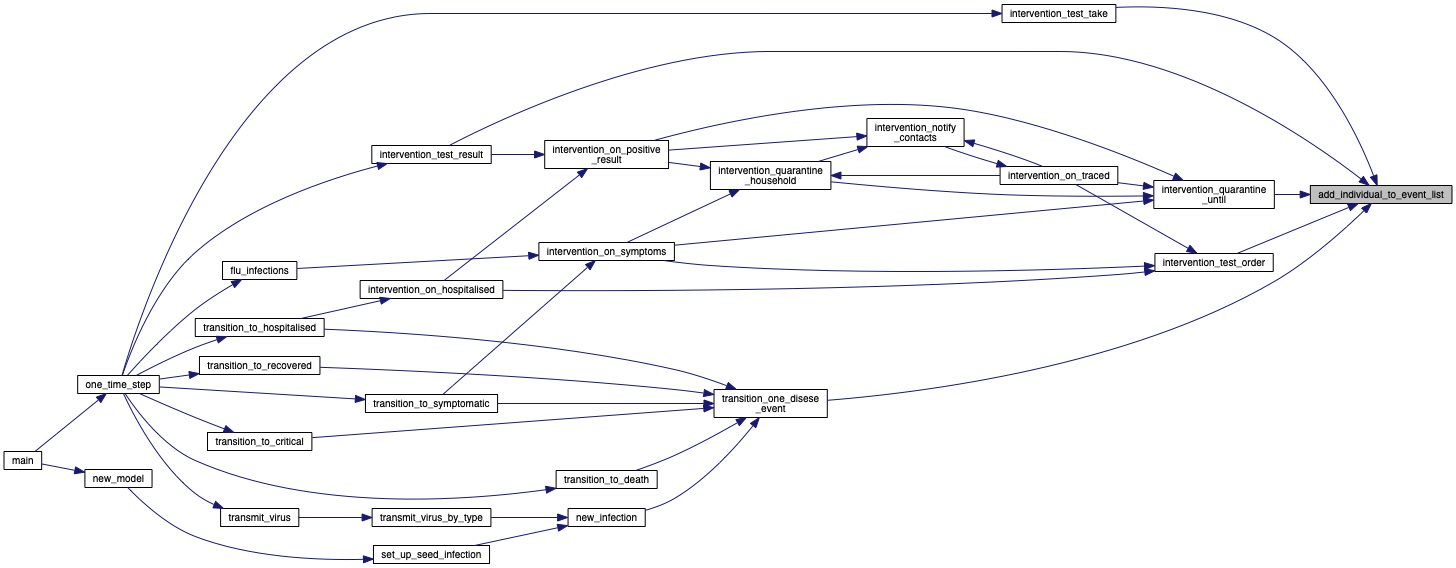 intervention_test_take
intervention_notify
_contacts
intervention_test_result
intervention_on_positive
_result
intervention_quarantine
_household
intervention_on_traced
intervention_quarantine
_until
add_individual_to_event_list
intervention_on_symptoms
intervention_test_order
flu_infections
intervention_on_hospitalised
transition_to_hospitalised
transition_to_recovered
one_time_step
transition_to_symptomatic
transition_one_disese
_event
transition_to_critical
main
new_model
transition_to_death
transmit_virus
transmit_virus_by_type
new_infection
set_up_seed_infection